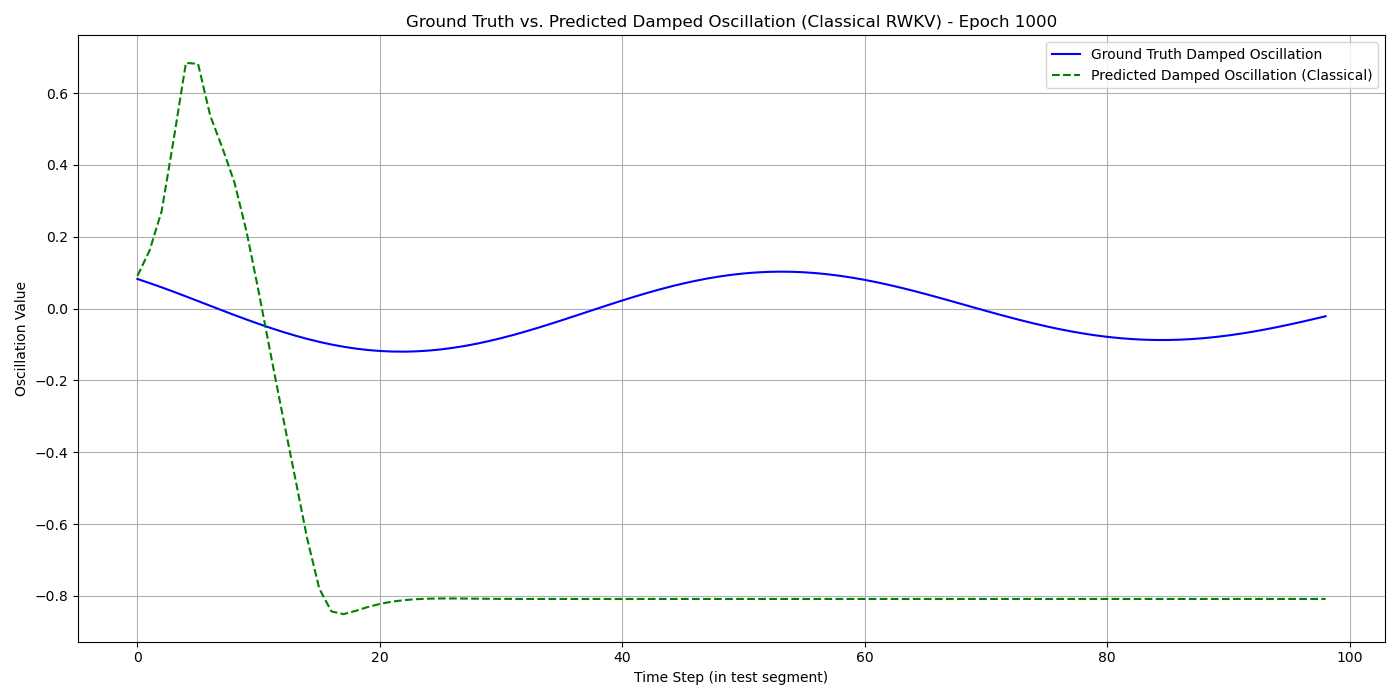 Ground Truth vs. Predicted Damped Oscillation (Classical RWKV) - Epoch 1000
Ground Truth Damped Oscillation
Predicted Damped Oscillation (Classical)
Oscillation Value
0.6
0.4
0.2
0.0
−0.2
−0.4
−0.6
−0.8
0 20 40 60 80 100
Time Step (in test segment)